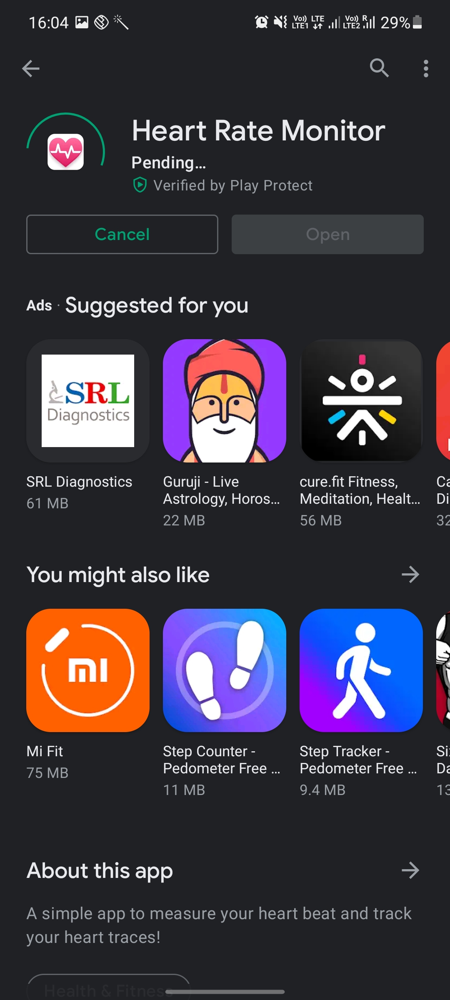 16:04
Vo)) LTE R
LTE1 LTE2 29%
Heart Rate Monitor
Pending...
Verified by Play Protect
Cancel
Open
Ads · Suggested for you
SRL
Diagnostics
SRL Diagnostics
61 MB
Guruji - Live
Astrology, Horos...
22 MB
cure.fit Fitness,
Meditation, Healt...
56 MB
Ca
Di
32
You might also like
mi
Mi Fit
75 MB
Step Counter -
Pedometer Free ...
11 MB
Step Tracker -
Pedometer Free ...
9.4 MB
Six
Da
13
About this app
A simple app to measure your heart beat and track
your heart traces!
Health & Fitness